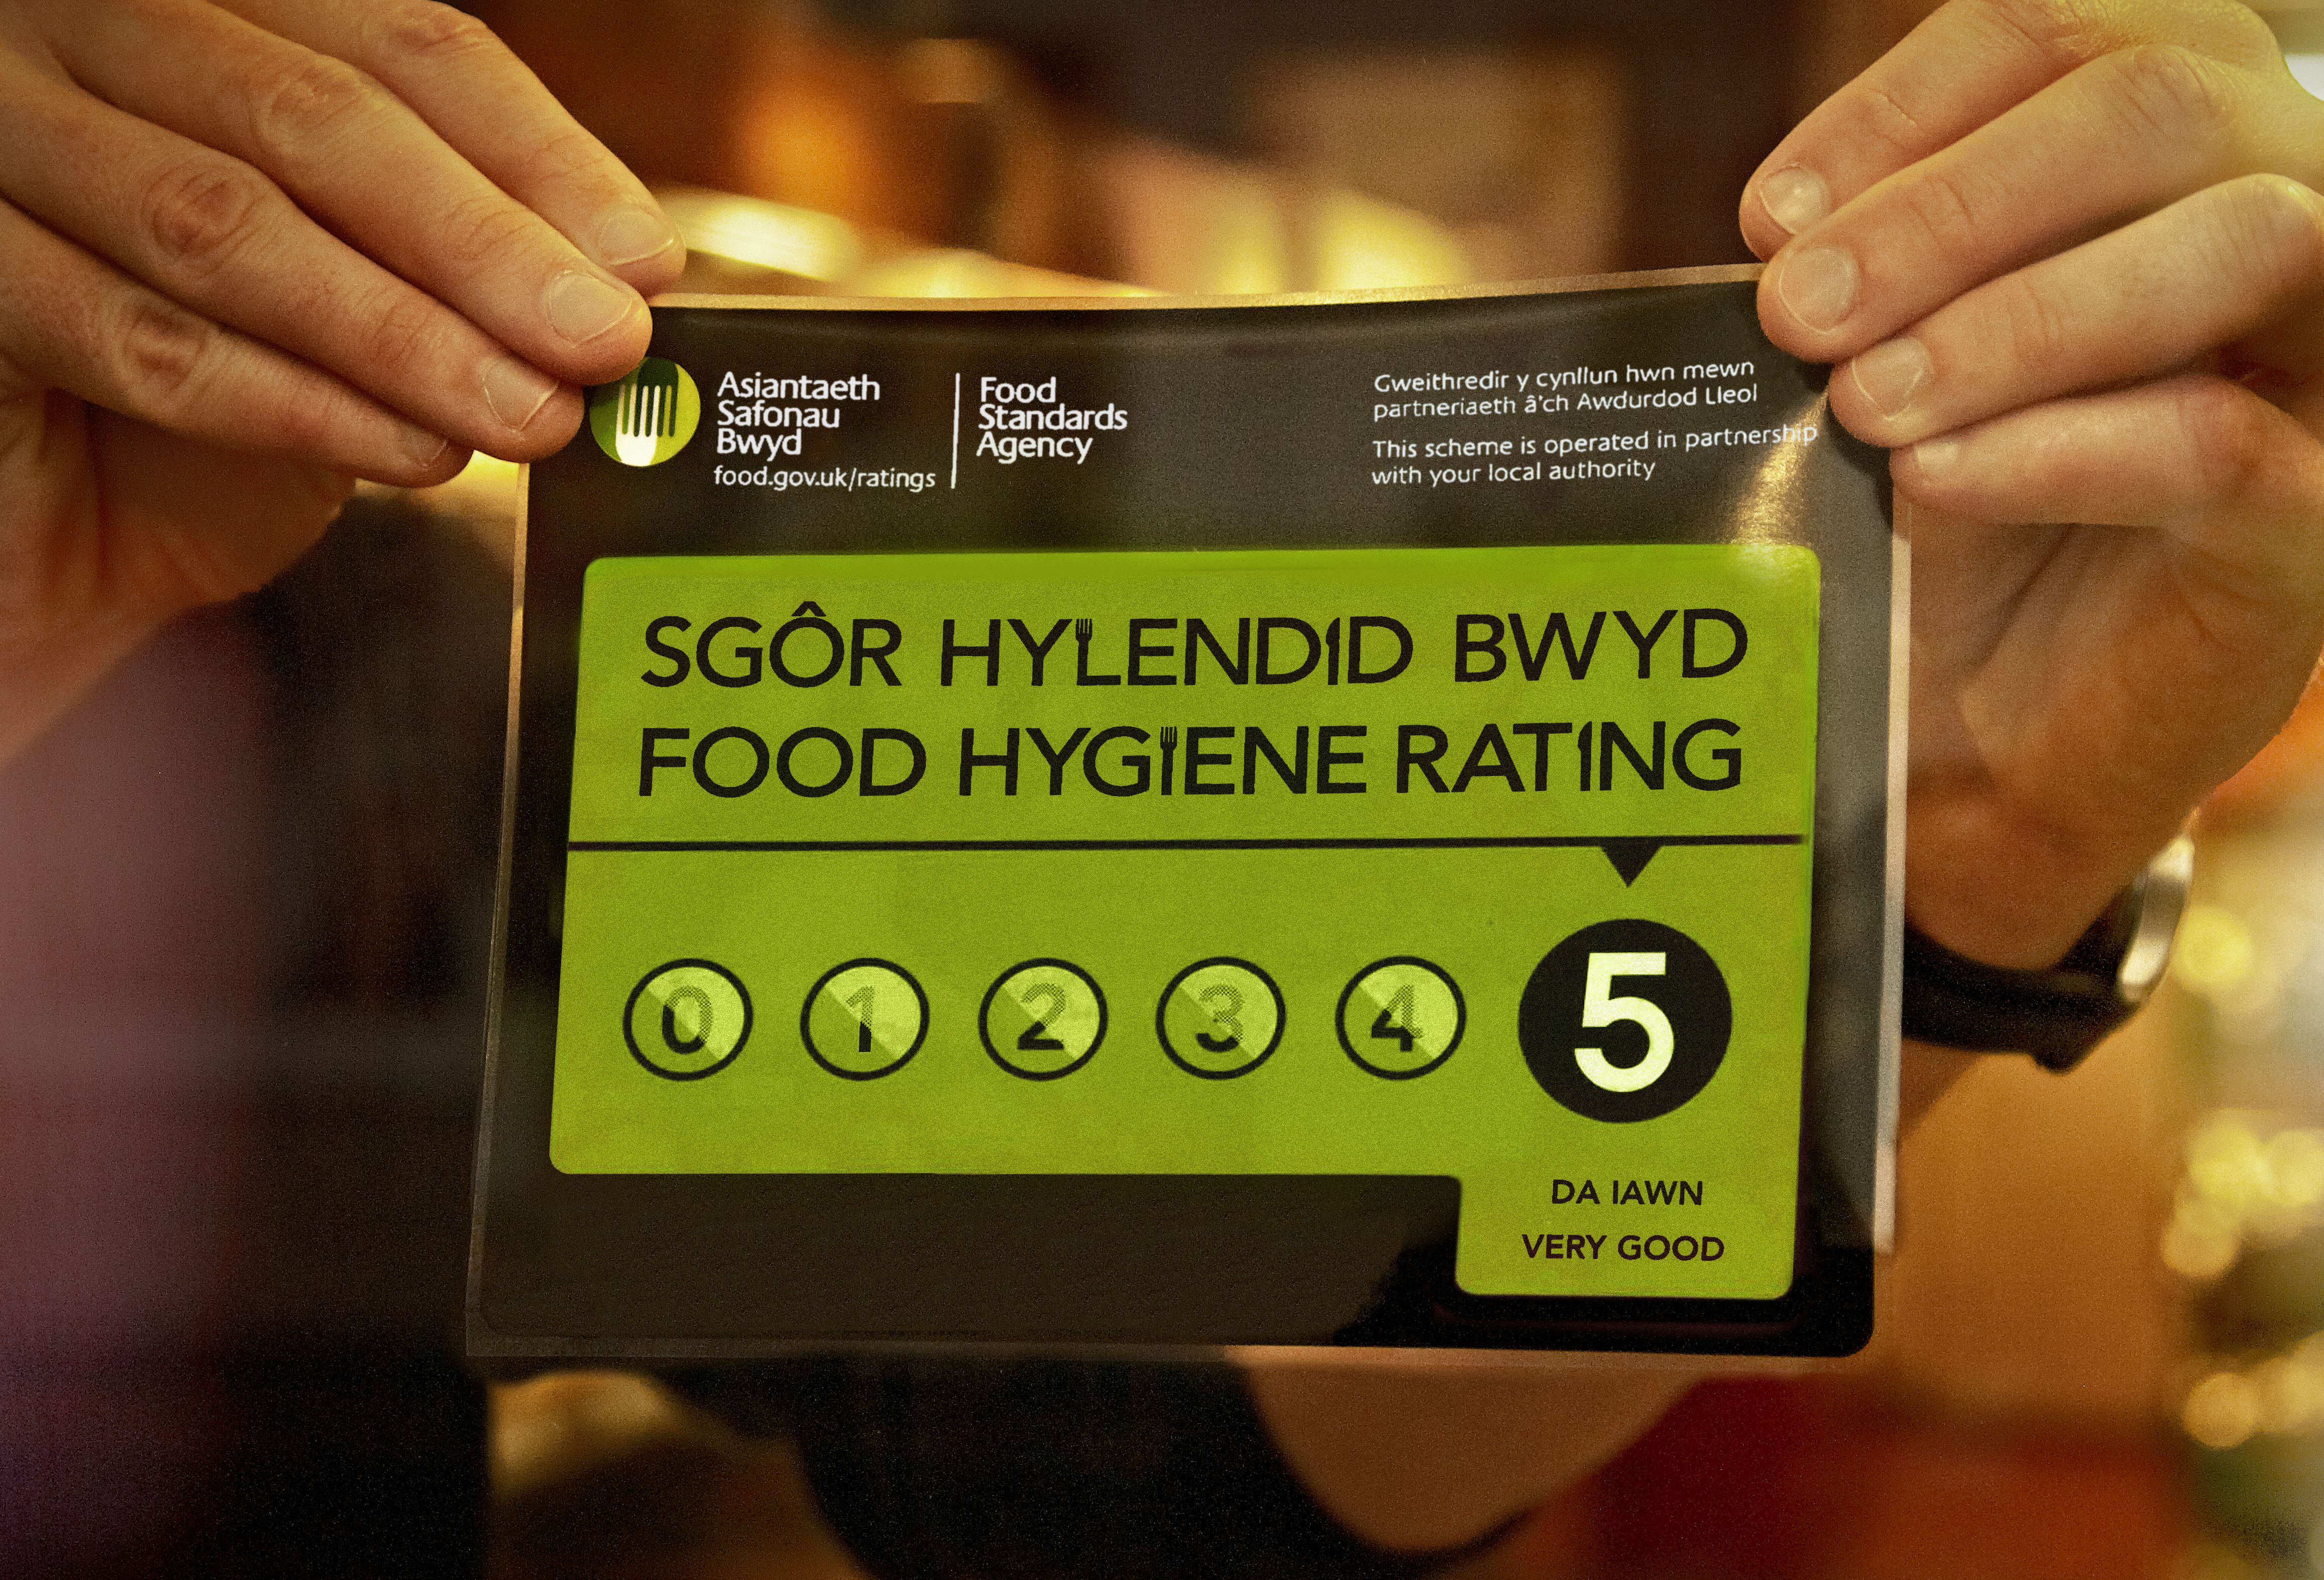 Asiantaeth
Safonau
Bwyd
food.gov.uk/ratings
Food
Standards
Agency
Gweithredir y cynllun hwn mewn
partneriaeth â'ch Awdurdod Lleol
This scheme is operated in partnership
with your local authority
SGÔR HYLENDID BWYD
FOOD HYGIENE RATING
0 1 2 3 4 5
DA IAWN
VERY GOOD